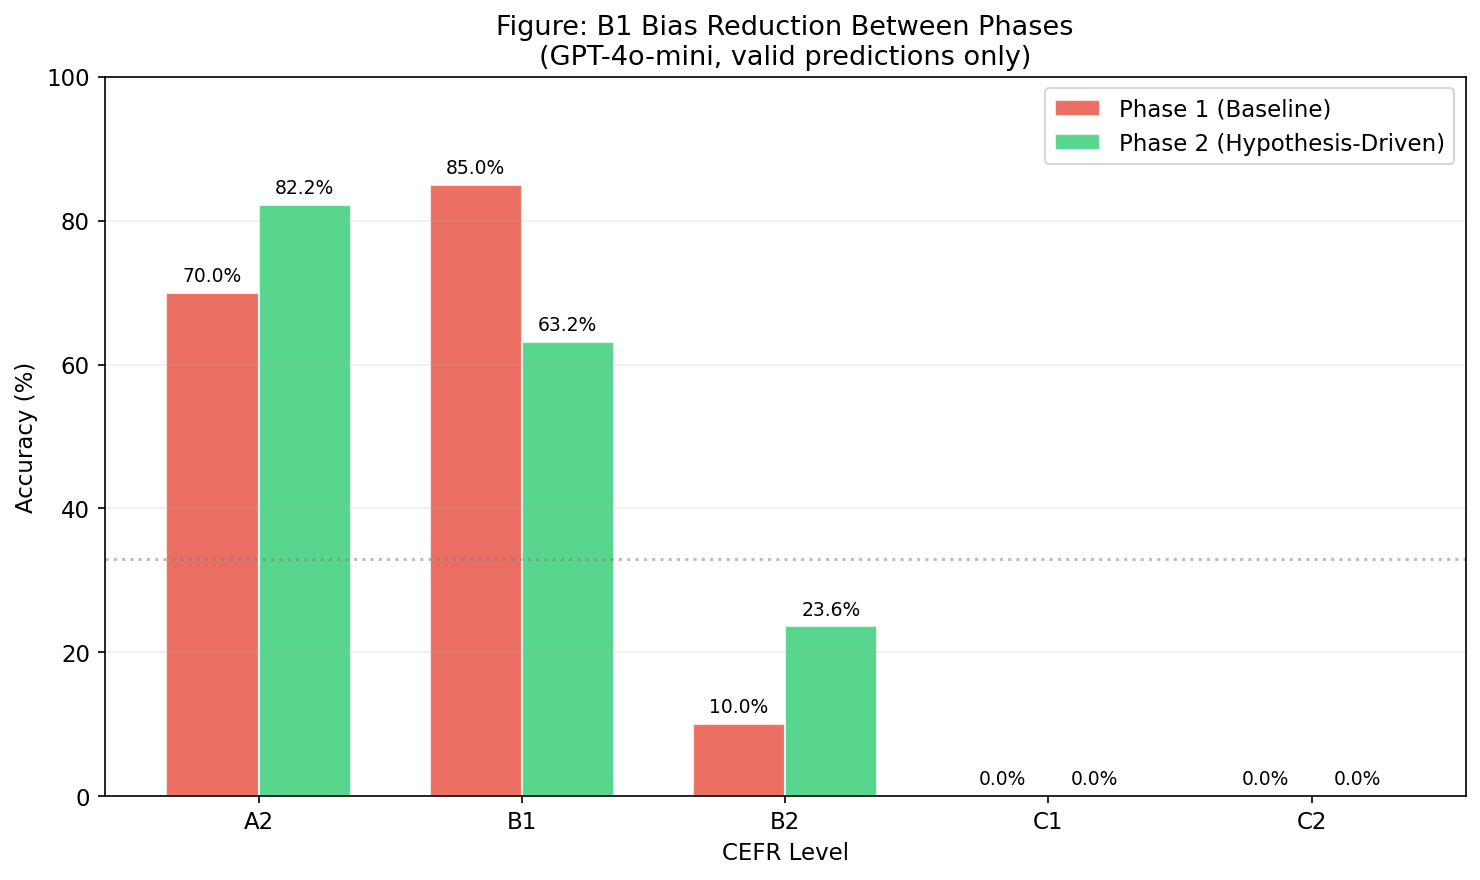 Figure: B1 Bias Reduction Between Phases
(GPT-4o-mini, valid predictions only)
Phase 1 (Baseline)
Phase 2 (Hypothesis-Driven)
Accuracy (%)
100
80
60
40
20
0
70.0%
82.2%
85.0%
63.2%
10.0%
23.6%
0.0%
0.0%
0.0%
0.0%
A2
B1
B2
C1
C2
CEFR Level